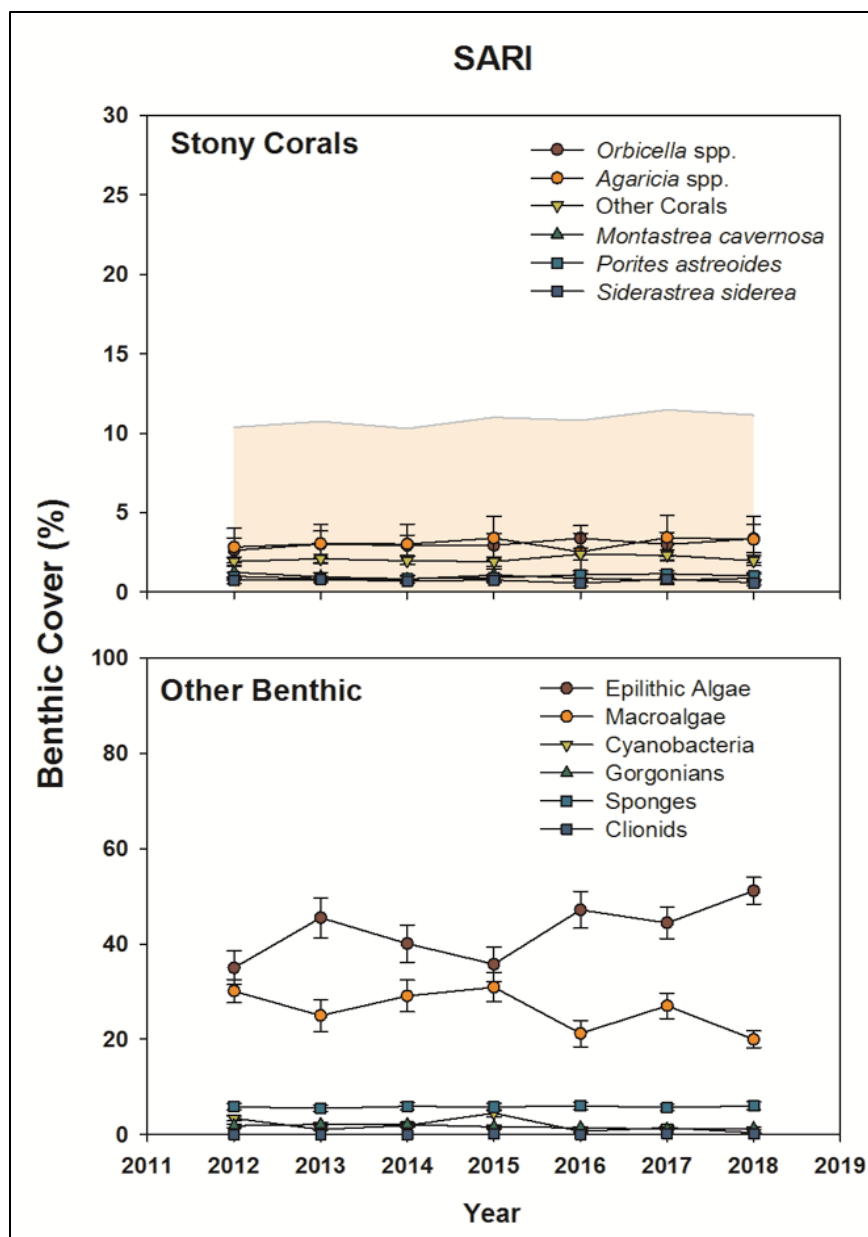 SARI
Stony Corals
Orbicella spp.
Agaricia spp.
Other Corals
Montastrea cavernosa
Porites astreoides
Siderastrea siderea
30
25
20
15
10
5
0
Benthic Cover (%)
Other Benthic
Epilithic Algae
Macroalgae
Cyanobacteria
Gorgonians
Sponges
Clionids
100
80
60
40
20
0
2011 2012 2013 2014 2015 2016 2017 2018 2019
Year